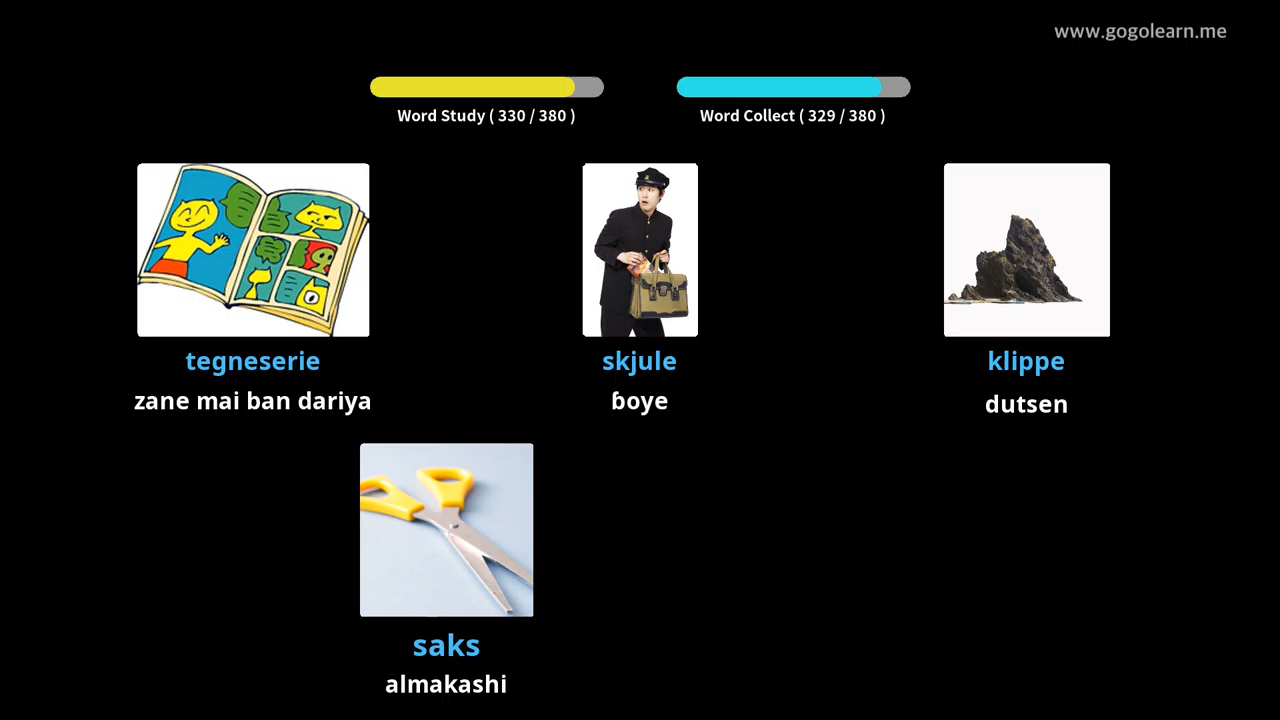 www.gogolearn.me
Word Study ( 330 / 380 )
Word Collect ( 329 / 380 )
tegneserie
skjule
klippe
zane mai ban dariya
ɓoye
dutsen
saks
almakashi